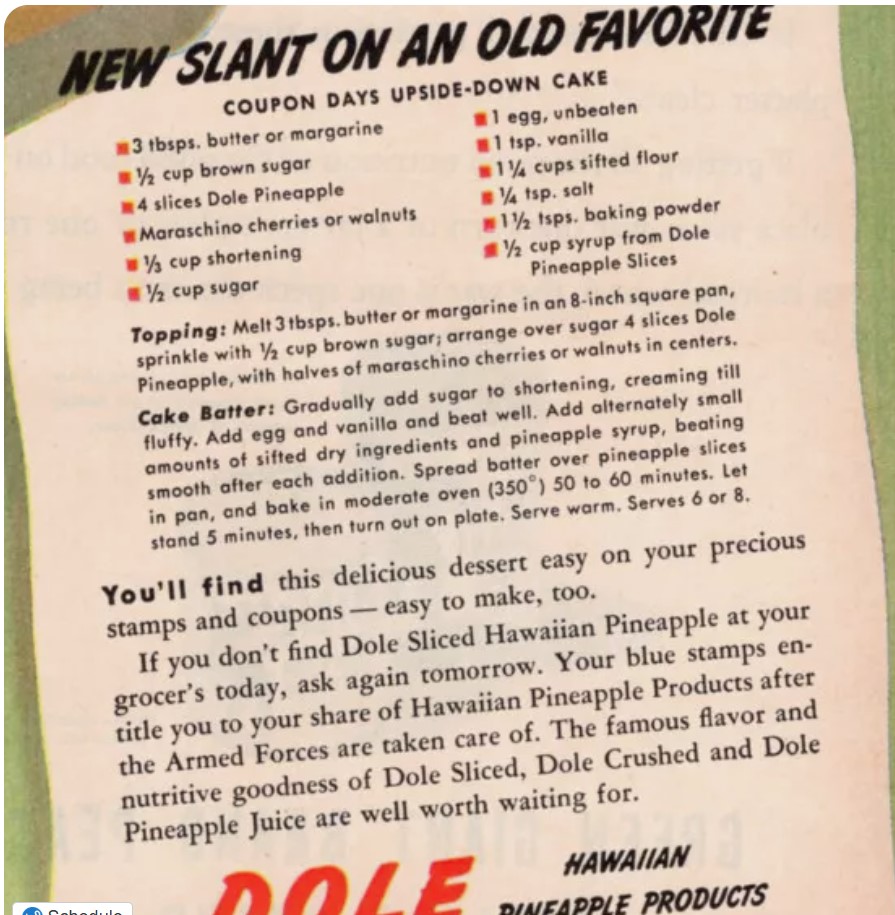 NEW SLANT ON AN OLD FAVORITE
COUPON DAYS UPSIDE-DOWN CAKE
3 tbsps. butter or margarine
½ cup brown sugar
4 slices Dole Pineapple
Maraschino cherries or walnuts
⅓ cup shortening
½ cup sugar
1 egg, unbeaten
1 tsp. vanilla
1¼ cups sifted flour
¼ tsp. salt
1½ tsps. baking powder
½ cup syrup from Dole
Pineapple Slices
Topping: Melt 3 tbsps. butter or margarine in an 8-inch square pan,
sprinkle with ½ cup brown sugar; arrange over sugar 4 slices Dole
Pineapple, with halves of maraschino cherries or walnuts in centers.
Cake Batter: Gradually add sugar to shortening, creaming till
fluffy. Add egg and vanilla and beat well. Add alternately small
amounts of sifted dry ingredients and pineapple syrup, beating
smooth after each addition. Spread batter over pineapple slices
in pan, and bake in moderate oven (350°) 50 to 60 minutes. Let
stand 5 minutes, then turn out on plate. Serve warm. Serves 6 or 8.
You'll find this delicious dessert easy on your precious
stamps and coupons — easy to make, too.
If you don't find Dole Sliced Hawaiian Pineapple at your
grocer's today, ask again tomorrow. Your blue stamps en-
title you to your share of Hawaiian Pineapple Products after
the Armed Forces are taken care of. The famous flavor and
nutritive goodness of Dole Sliced, Dole Crushed and Dole
Pineapple Juice are well worth waiting for.
DOLE
HAWAIIAN
PINEAPPLE PRODUCTS
Schedule